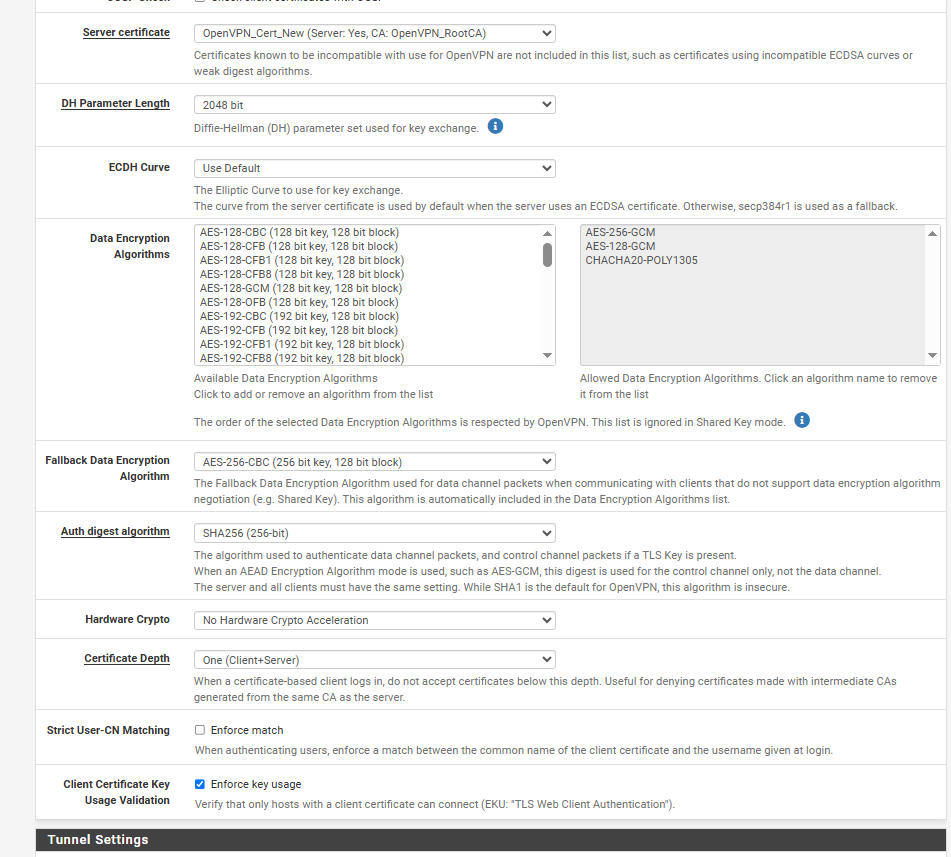 Server certificate
OpenVPN_Cert_New (Server: Yes, CA: OpenVPN_RootCA)
Certificates known to be incompatible with use for OpenVPN are not included in this list, such as certificates using incompatible ECDSA curves or
weak digest algorithms.
DH Parameter Length
2048 bit
Diffie-Hellman (DH) parameter set used for key exchange.
ECDH Curve
Use Default
The Elliptic Curve to use for key exchange.
The curve from the server certificate is used by default when the server uses an ECDSA certificate. Otherwise, secp384r1 is used as a fallback.
Data Encryption
Algorithms
AES-128-CBC (128 bit key, 128 bit block)
AES-128-CFB (128 bit key, 128 bit block)
AES-128-CFB1 (128 bit key, 128 bit block)
AES-128-CFB8 (128 bit key, 128 bit block)
AES-128-GCM (128 bit key, 128 bit block)
AES-128-OFB (128 bit key, 128 bit block)
AES-192-CBC (192 bit key, 128 bit block)
AES-192-CFB (192 bit key, 128 bit block)
AES-192-CFB1 (192 bit key, 128 bit block)
AES-192-CFB8 (192 bit key, 128 bit block)
Available Data Encryption Algorithms
Click to add or remove an algorithm from the list
AES-256-GCM
AES-128-GCM
CHACHA20-POLY1305
Allowed Data Encryption Algorithms. Click an algorithm name to remove
it from the list
The order of the selected Data Encryption Algorithms is respected by OpenVPN. This list is ignored in Shared Key mode.
Fallback Data Encryption
Algorithm
AES-256-CBC (256 bit key, 128 bit block)
The Fallback Data Encryption Algorithm used for data channel packets when communicating with clients that do not support data encryption algorithm
negotiation (e.g. Shared Key). This algorithm is automatically included in the Data Encryption Algorithms list.
Auth digest algorithm
SHA256 (256-bit)
The algorithm used to authenticate data channel packets, and control channel packets if a TLS Key is present.
When an AEAD Encryption Algorithm mode is used, such as AES-GCM, this digest is used for the control channel only, not the data channel.
The server and all clients must have the same setting. While SHA1 is the default for OpenVPN, this algorithm is insecure.
Hardware Crypto
No Hardware Crypto Acceleration
Certificate Depth
One (Client+Server)
When a certificate-based client logs in, do not accept certificates below this depth. Useful for denying certificates made with intermediate CAs
generated from the same CA as the server.
Strict User-CN Matching
Enforce match
When authenticating users, enforce a match between the common name of the client certificate and the username given at login.
Client Certificate Key
Usage Validation
Enforce key usage
Verify that only hosts with a client certificate can connect (EKU: "TLS Web Client Authentication").
Tunnel Settings